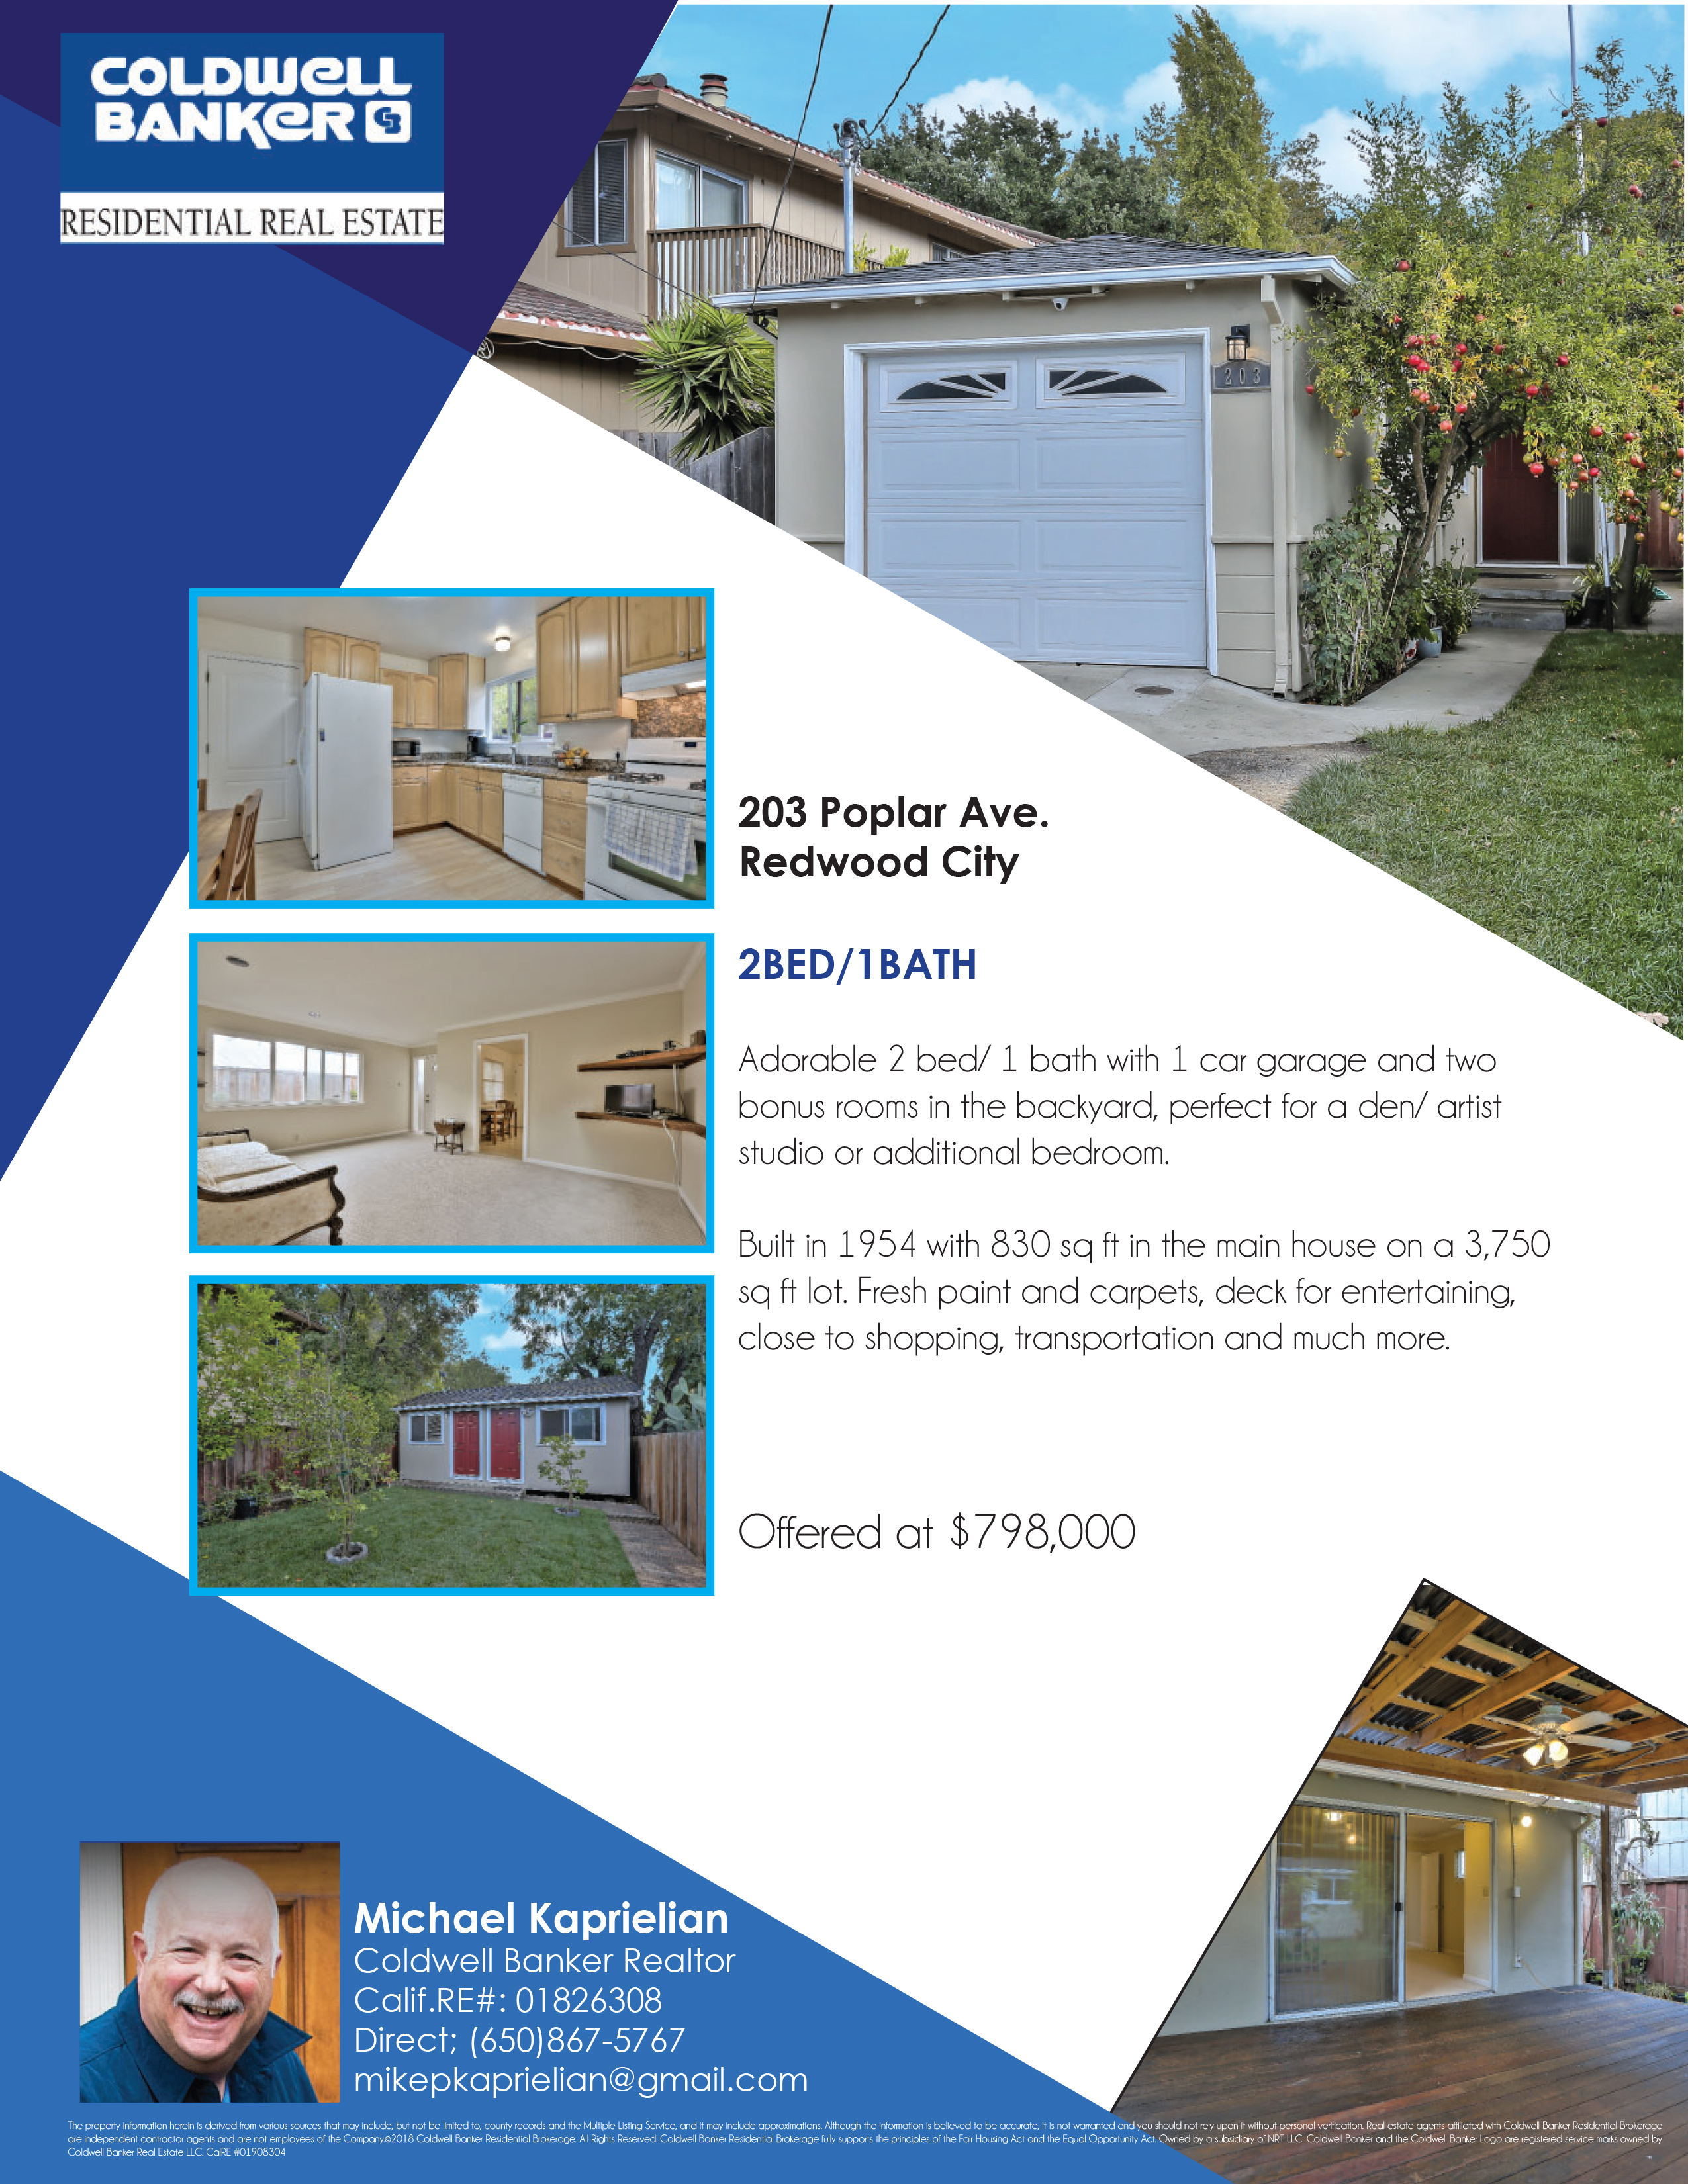 COLDWELL
BANKER CB
RESIDENTIAL REAL ESTATE
203
203 Poplar Ave.
Redwood City
2BED/1BATH
Adorable 2 bed/ 1 bath with 1 car garage and two
bonus rooms in the backyard, perfect for a den/ artist
studio or additional bedroom.
Built in 1954 with 830 sq ft in the main house on a 3,750
sq ft lot. Fresh paint and carpets, deck for entertaining,
close to shopping, transportation and much more.
Offered at $798,000
Michael Kaprielian
Coldwell Banker Realtor
Calif.RE#: 01826308
Direct; (650)867-5767
mikepkaprielian@gmail.com
The property information herein is derived from various sources that may include, but not be limited to, county records and the Multiple Listing Service, and it may include approximations. Although the information is believed to be accurate, it is not warranted and you should not rely upon it without personal verification. Real estate agents affiliated with Coldwell Banker Residential Brokerage
are independent contractor agents and are not employees of the Company.©2018 Coldwell Banker Residential Brokerage. All Rights Reserved. Coldwell Banker Residential Brokerage fully supports the principles of the Fair Housing Act and the Equal Opportunity Act. Owned by a subsidiary of NRT LLC. Coldwell Banker and the Coldwell Banker Logo are registered service marks owned by
Coldwell Banker Real Estate LLC. CalRE #01908304